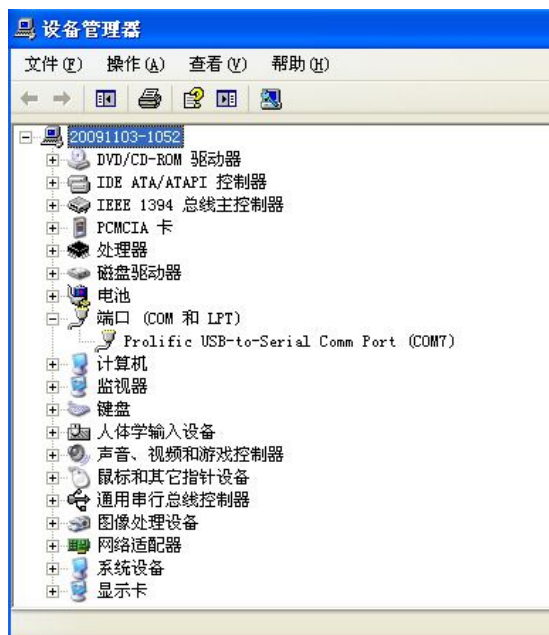 设备管理器
文件(F) 操作(A) 查看(V) 帮助(H)
20091103-1052
DVD/CD-ROM 驱动器
IDE ATA/ATAPI 控制器
IEEE 1394 总线主控制器
PCMCIA 卡
处理器
磁盘驱动器
电池
端口 (COM 和 LPT)
Prolific USB-to-Serial Comm Port (COM7)
计算机
监视器
键盘
人体学输入设备
声音、视频和游戏控制器
鼠标和其它指针设备
通用串行总线控制器
图像处理设备
网络适配器
系统设备
显示卡